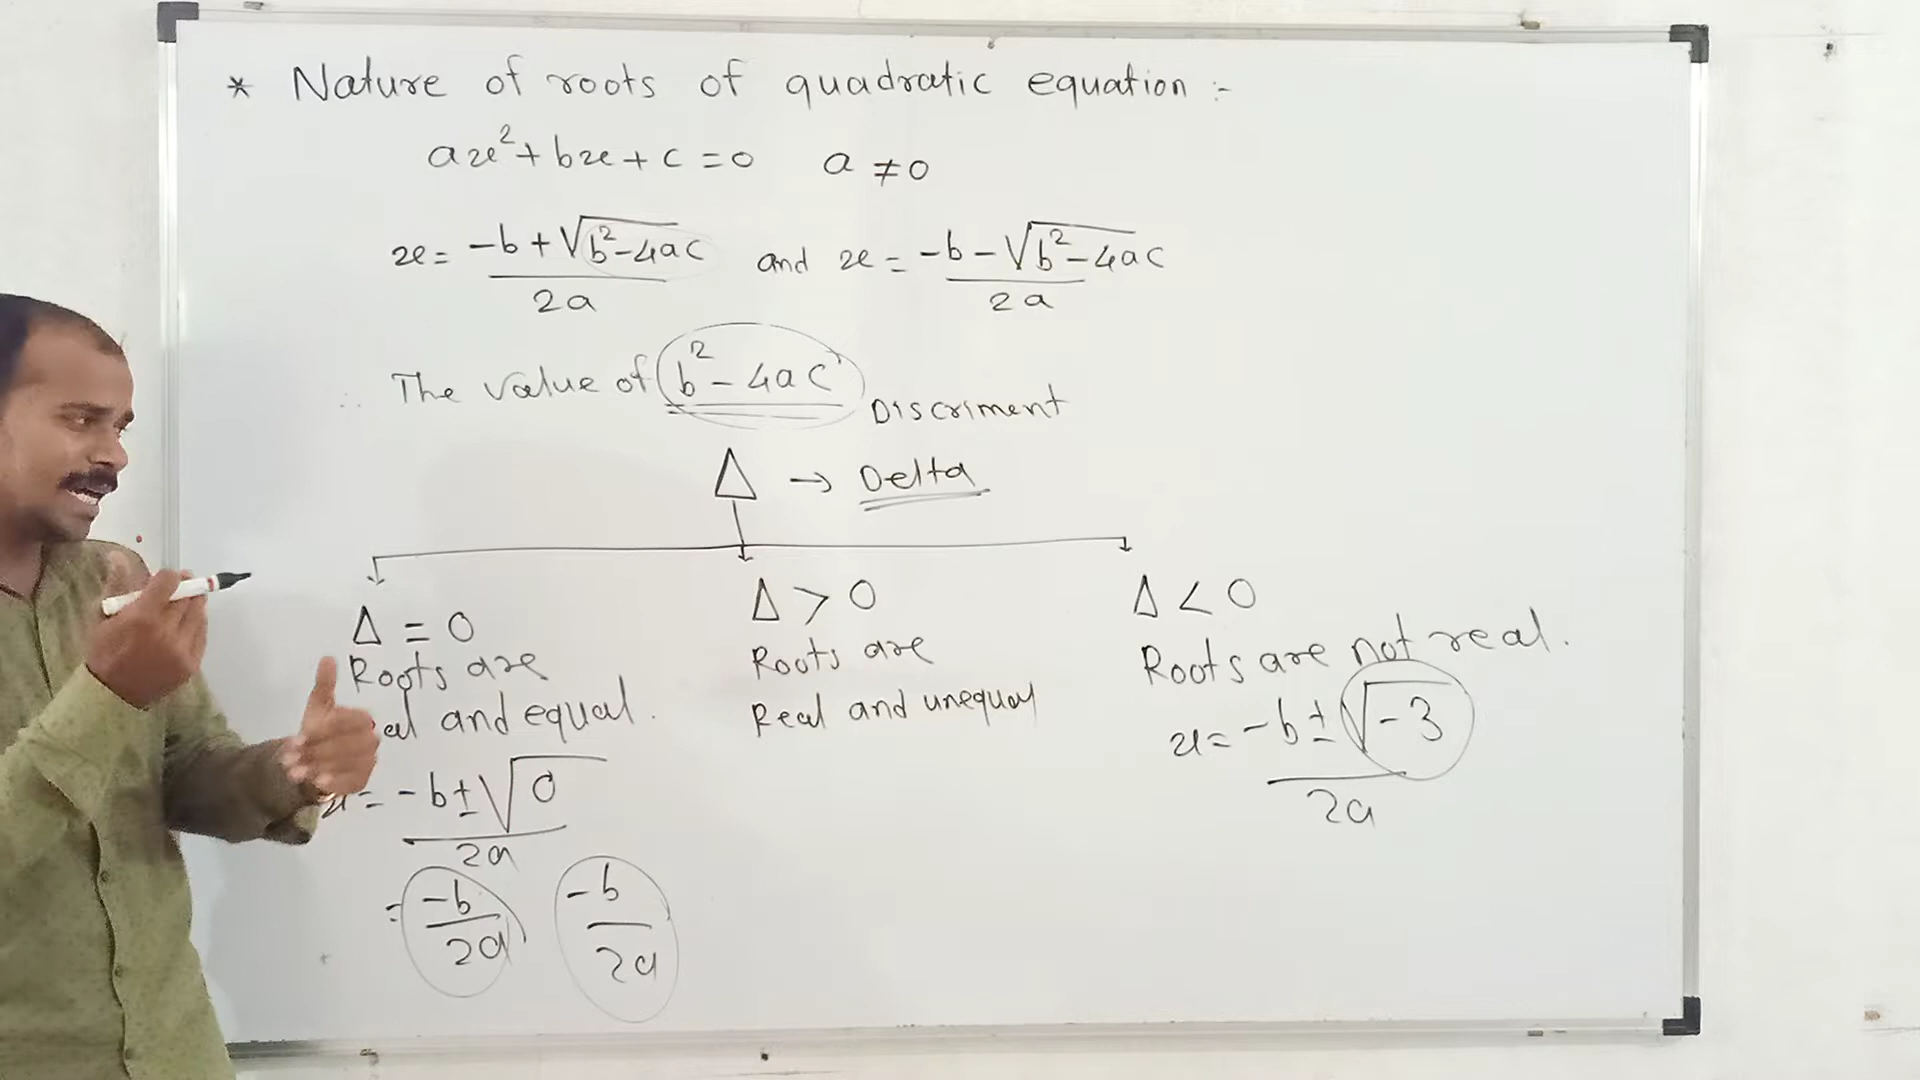 * Nature of roots of quadratic equation :-
ax²+bx+c=0 a≠0
x= -b+√b²-4ac / 2a and x= -b-√b²-4ac / 2a
∴ The value of b²-4ac Discriment
Δ → Delta
Δ = 0
Roots are
eal and equal.
x= -b±√0 / 2a
= -b/2a -b/2a
Δ > 0
Roots are
Real and unequal
Δ < 0
Roots are not real.
x= -b±√-3 / 2a